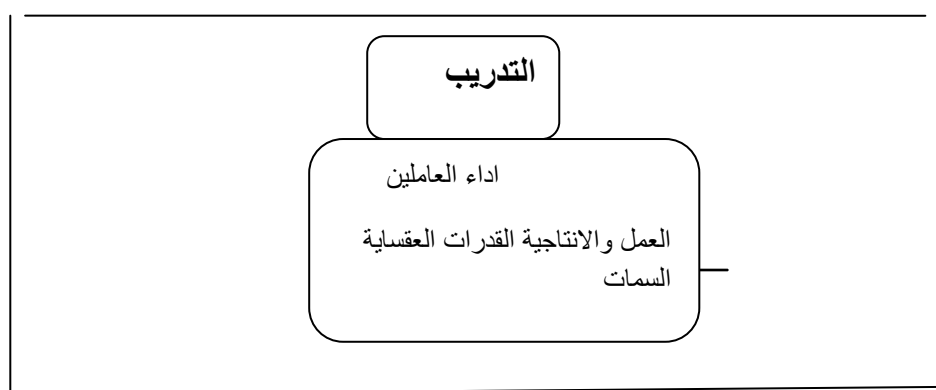 التدريب
اداء العاملين
العمل والانتاجية القدرات العقساية
السمات